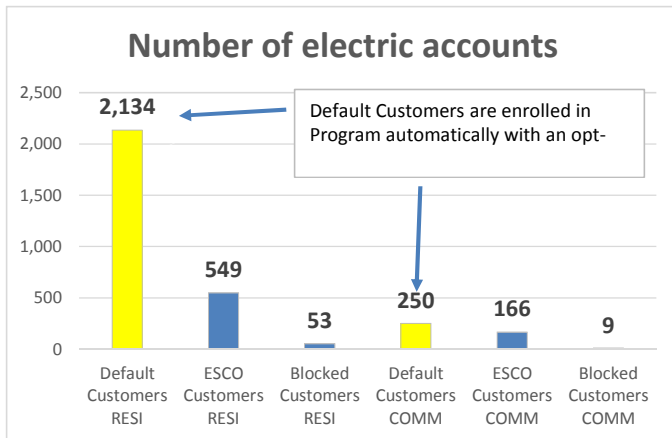 Number of electric accounts
2,500
2,000
1,500
1,000
500
0
2,134
549
53
250
166
9
Default Customers are enrolled in
Program automatically with an opt-
Default
Customers
RESI
ESCO
Customers
RESI
Blocked
Customers
RESI
Default
Customers
COMM
ESCO
Customers
COMM
Blocked
Customers
COMM